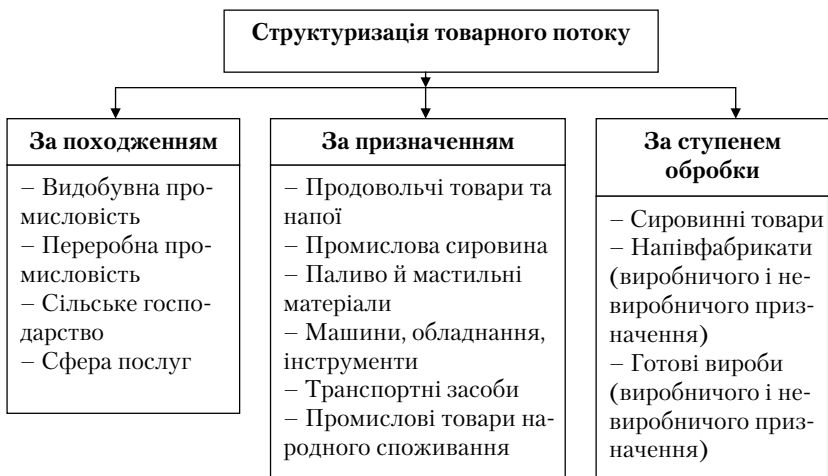 Структуризація товарного потоку
За походженням
– Видобувна про-
мисловість
– Переробна про-
мисловість
– Сільське госпо-
дарство
– Сфера послуг
За призначенням
– Продовольчі товари та
напої
– Промислова сировина
– Паливо й мастильні
матеріали
– Машини, обладнання,
інструменти
– Транспортні засоби
– Промислові товари на-
родного споживання
За ступенем
обробки
– Сировинні товари
– Напівфабрикати
(виробничого і не-
виробничого приз-
начення)
– Готові вироби
(виробничого і не-
виробничого приз-
начення)